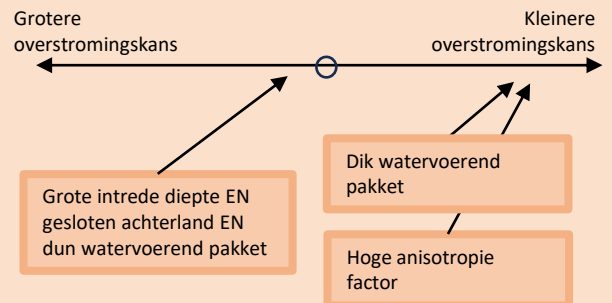 Grotere
overstromingskans
Kleinere
overstromingskans
Grote intrede diepte EN
gesloten achterland EN
dun watervoerend pakket
Dik watervoerend
pakket
Hoge anisotropie
factor